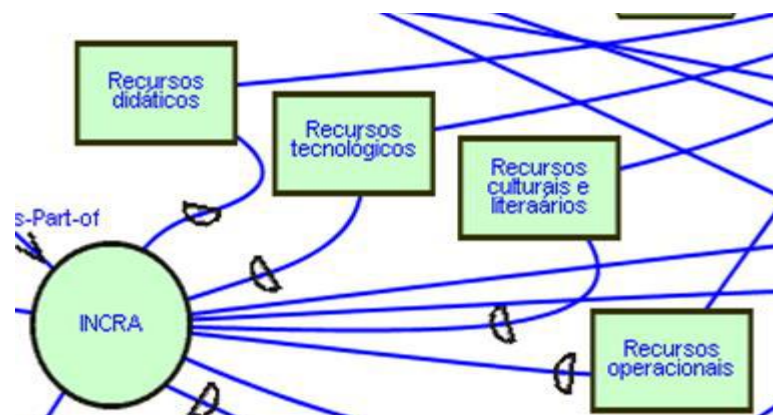 Recursos
didáticos
Recursos
tecnológicos
Recursos
culturais e
literaários
s-Part-of
INCRA
Recursos
operacionais